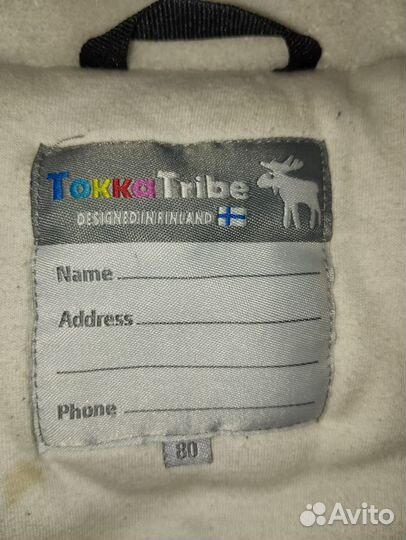 TokkaTribe
DESIGNED IN FINLAND
Name
Address
Phone
80
Avito